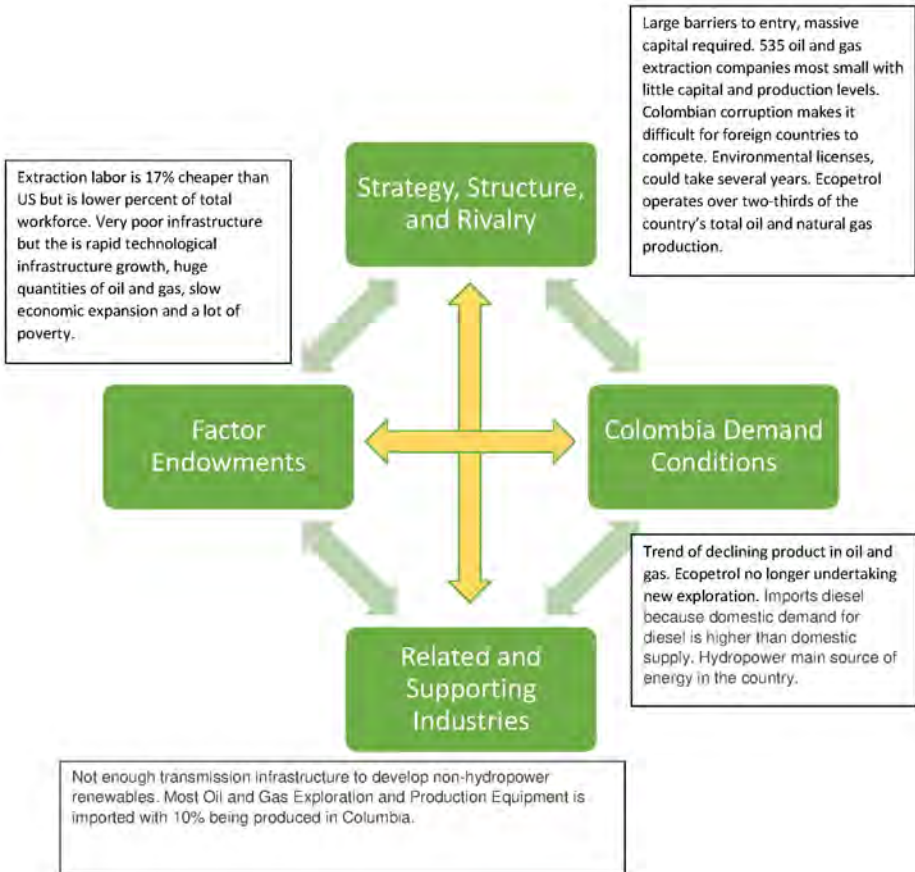 Large barriers to entry, massive
capital required. 535 oil and gas
extraction companies most small with
little capital and production levels.
Colombian corruption makes it
difficult for foreign countries to
compete. Environmental licenses,
could take several years. Ecopetrol
operates over two-thirds of the
country's total oil and natural gas
production.
Strategy, Structure,
and Rivalry
Extraction labor is 17% cheaper than
US but is lower percent of total
workforce. Very poor infrastructure
but the is rapid technological
infrastructure growth, huge
quantities of oil and gas, slow
economic expansion and a lot of
poverty.
Factor
Endowments
Colombia Demand
Conditions
Trend of declining product in oil and
gas. Ecopetrol no longer undertaking
new exploration. Imports diesel
because domestic demand for
diesel is higher than domestic
supply. Hydropower main source of
energy in the country.
Related and
Supporting
Industries
Not enough transmission infrastructure to develop non-hydropower
renewables. Most Oil and Gas Exploration and Production Equipment is
imported with 10% being produced in Columbia.